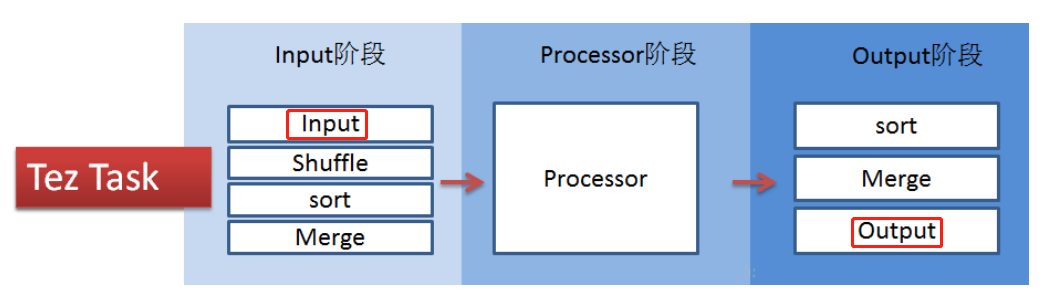 Input阶段
Processor阶段
Output阶段
Tez Task
Input
Shuffle
sort
Merge
Processor
sort
Merge
Output